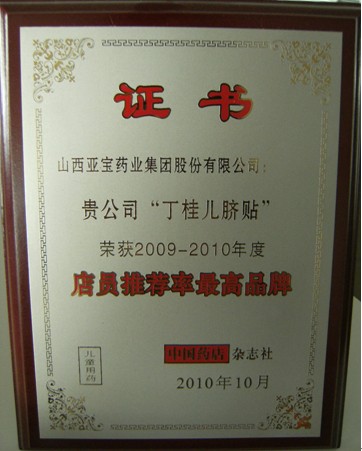 证书
山西亚宝药业集团股份有限公司：
贵公司“丁桂儿脐贴”
荣获2009-2010年度
店员推荐率最高品牌
儿童用药
中国药店 杂志社
2010年10月